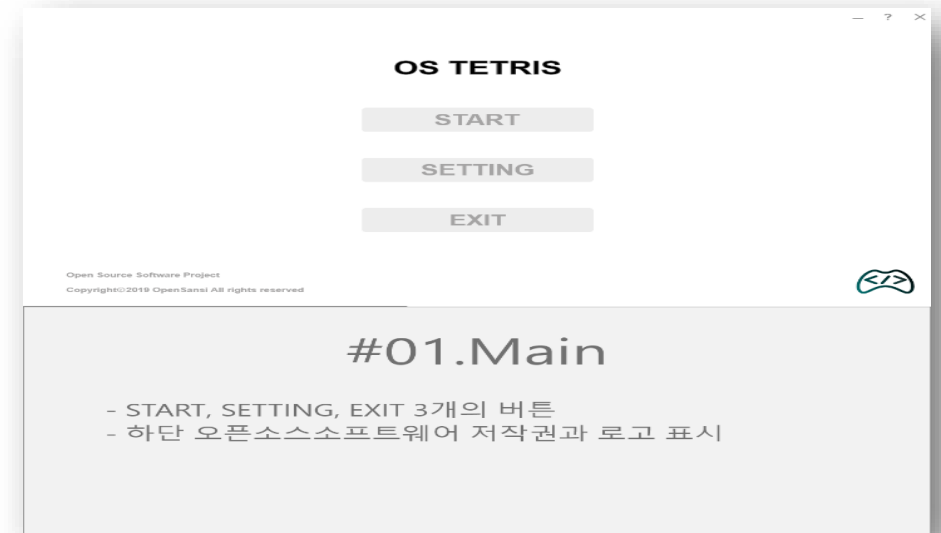 OS TETRIS
START
SETTING
EXIT
Open Source Software Project
Copyright©2019 OpenSansi All rights reserved
#01.Main
- START, SETTING, EXIT 3개의 버튼
- 하단 오픈소스소프트웨어 저작권과 로고 표시